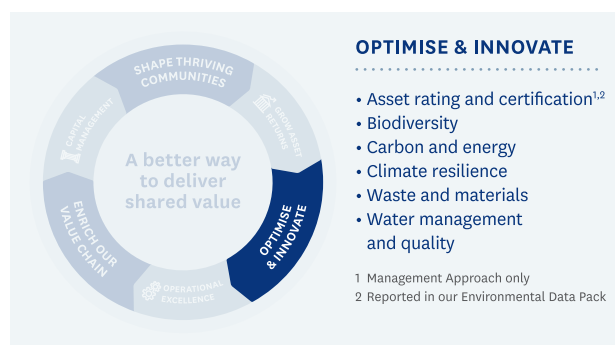 SHAPE THRIVING
COMMUNITIES
GROW ASSET
RETURNS
OPTIMISE
& INNOVATE
OPERATIONAL
EXCELLENCE
ENRICH OUR
VALUE CHAIN
CAPITAL
MANAGEMENT
A better way
to deliver
shared value
OPTIMISE & INNOVATE
• Asset rating and certification1,2
• Biodiversity
• Carbon and energy
• Climate resilience
• Waste and materials
• Water management
and quality
1 Management Approach only
2 Reported in our Environmental Data Pack